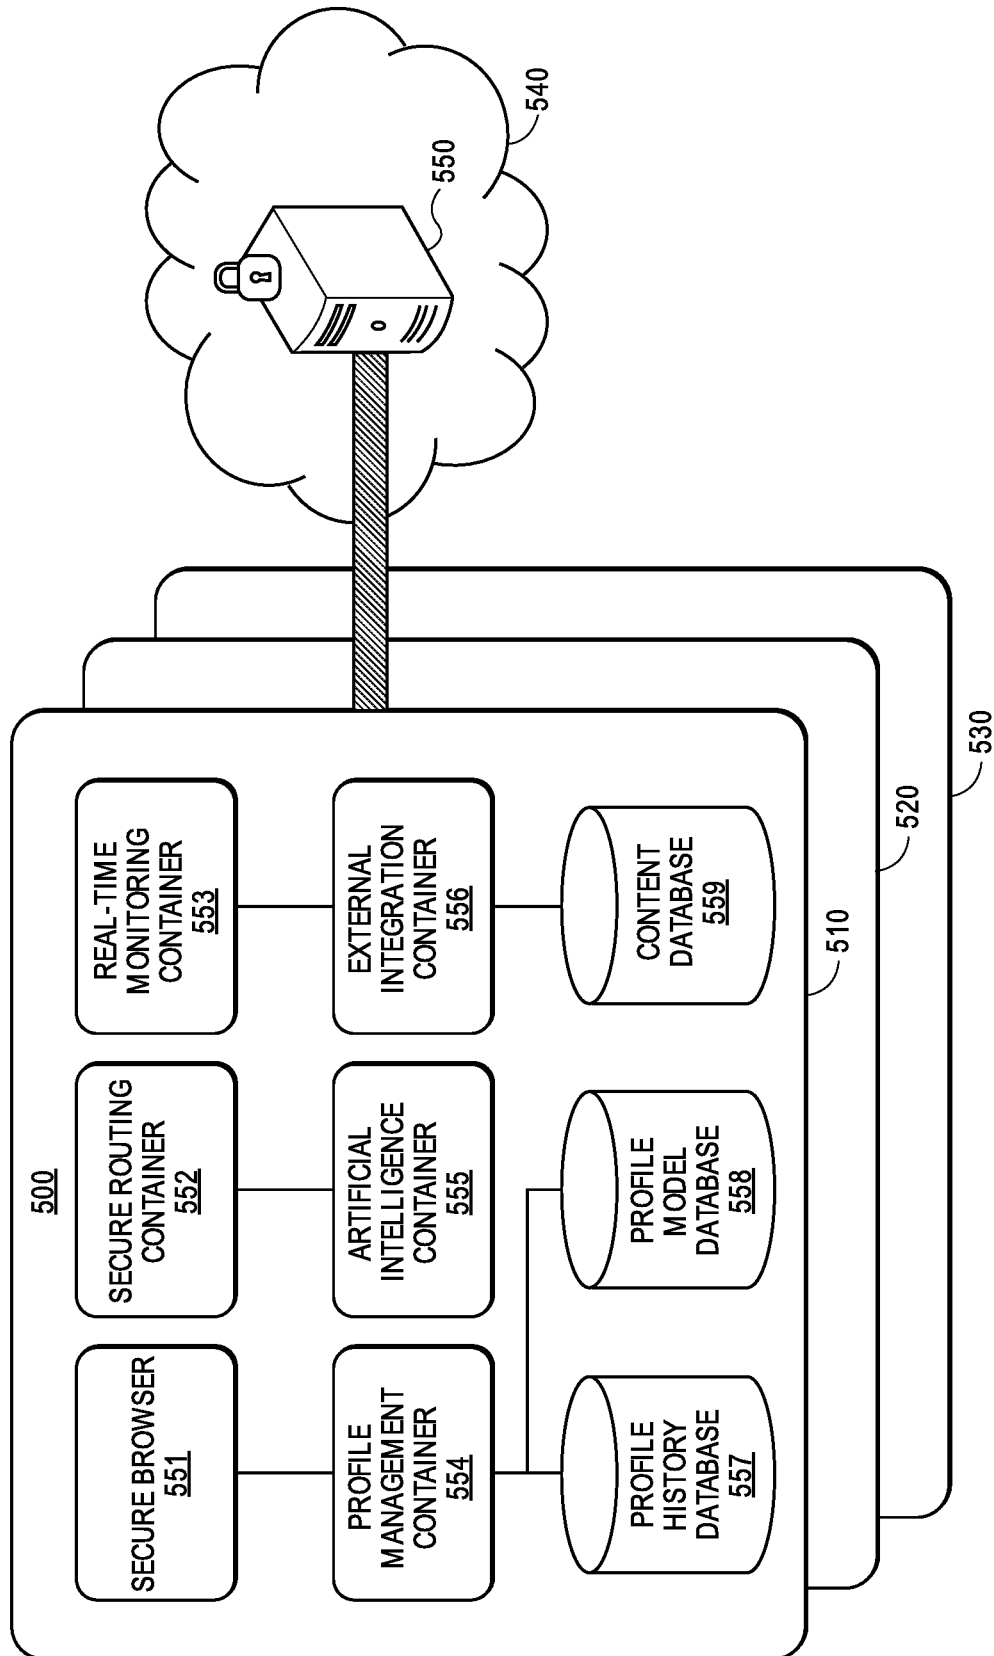 500
SECURE BROWSER
551
SECURE ROUTING
CONTAINER
552
REAL-TIME
MONITORING
CONTAINER
553
PROFILE
MANAGEMENT
CONTAINER
554
ARTIFICIAL
INTELLIGENCE
CONTAINER
555
EXTERNAL
INTEGRATION
CONTAINER
556
PROFILE
HISTORY
DATABASE
557
PROFILE
MODEL
DATABASE
558
CONTENT
DATABASE
559
510
520
530
550
540